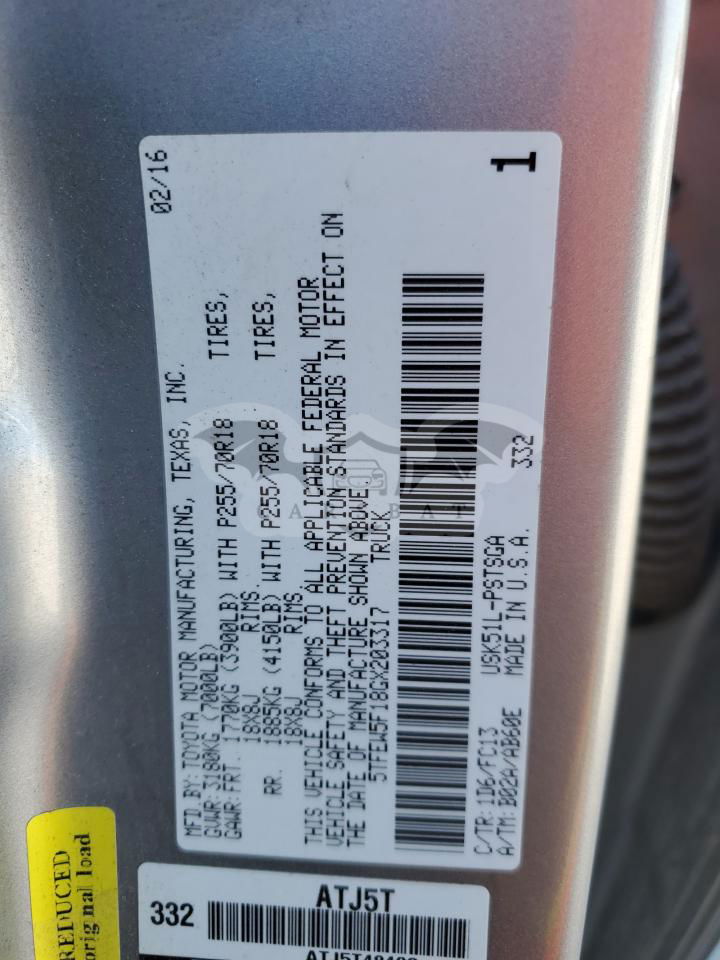 02/16
MFD.BY:TOYOTA MOTOR MANUFACTURING, TEXAS, INC.
GVWR:3180KG (7000LB)
GAWR:FRT. 1770KG (3900LB) WITH P255/70R18 TIRES,
18X8J RIMS
RR. 1885KG (4150LB) WITH P255/70R18 TIRES,
18X8J RIMS
THIS VEHICLE CONFORMS TO ALL APPLICABLE FEDERAL MOTOR
VEHICLE SAFETY AND THEFT PREVENTION STANDARDS IN EFFECT ON
THE DATE OF MANUFACTURE SHOWN ABOVE.
5TFEW5F18GX203317 TRUCK
1
C/TR:1D6/FC13 USK51L-PSTSGA 332
A/TM:B02A/AB60E MADE IN U.S.A.
REDUCED
original load
ATJ5T
332